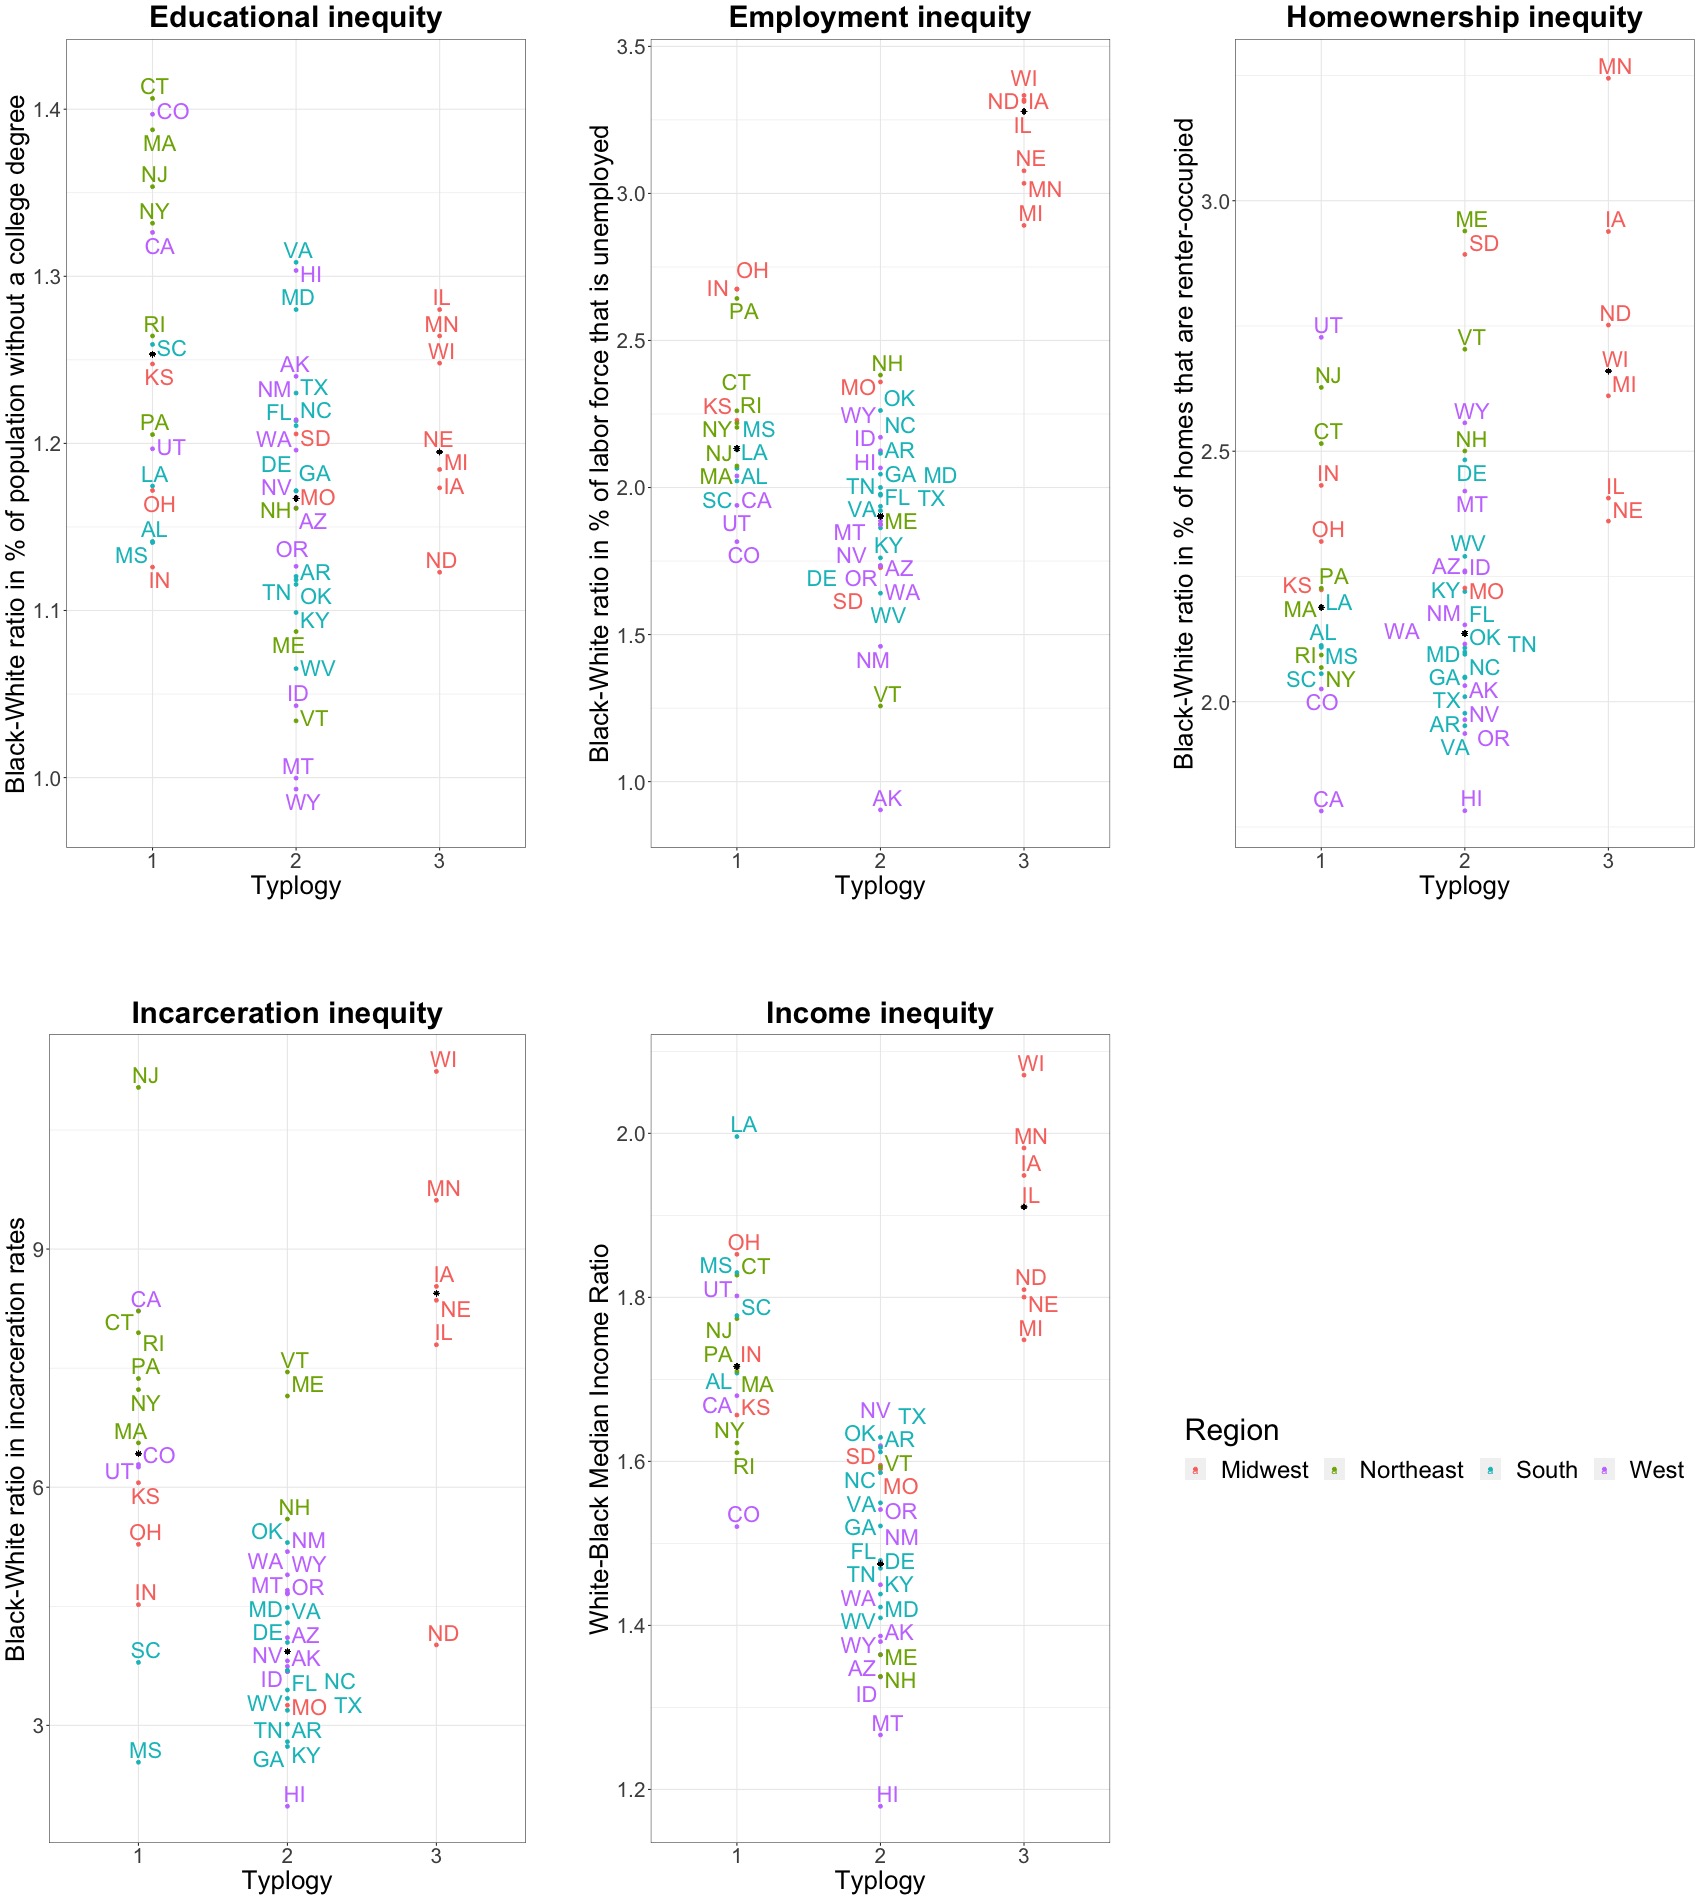 Educational inequity
Black-White ratio in % of population without a college degree
1.4
1.3
1.2
1.1
1.0
CT
CO
MA
NJ
NY
CA
RI
SC
KS
PA
UT
LA
OH
AL
MS
IN
VA
HI
MD
AK
NM TX
FL NC
WA SD
DE
GA
NV
MO
NH
AZ
OR
AR
TN
OK
KY
ME
WV
ID
VT
MT
WY
IL
MN
WI
NE
MI
IA
ND
1 2 3
Typlogy
Employment inequity
Black-White ratio in % of labor force that is unemployed
3.5
3.0
2.5
2.0
1.5
1.0
OH
IN
PA
CT
KS RI
NY MS
NJ LA
MA AL
SC CA
UT
CO
NH
MO
OK
WY
NC
ID
AR
HI
GA MD
TN
FL TX
VA
ME
MT
KY
NV
AZ
DE OR
WA
SD
WV
NM
VT
AK
WI
ND IA
IL
NE
MN
MI
1 2 3
Typlogy
Homeownership inequity
Black-White ratio in % of homes that are renter-occupied
3.0
2.5
2.0
UT
NJ
CT
IN
OH
PA
KS
LA
MA
AL
RI MS
SC NY
CO
CA
ME
SD
VT
WY
NH
DE
MT
WV
AZ ID
KY MO
NM FL
WA
OK TN
MD
NC
GA
AK
TX
NV
AR
OR
VA
HI
MN
IA
ND
WI
MI
IL
NE
1 2 3
Typlogy
Incarceration inequity
Black-White ratio in incarceration rates
9
6
3
NJ
CA
CT
RI
PA
NY
MA
CO
UT
KS
OH
IN
SC
MS
VT
ME
NH
OK
NM
WA WY
MT OR
MD VA
DE AZ
NV AK
ID FL NC
WV MO TX
TN AR
GA KY
HI
WI
MN
IA
NE
IL
ND
1 2 3
Typlogy
Income inequity
White-Black Median Income Ratio
2.0
1.8
1.6
1.4
1.2
LA
OH
MS CT
UT
SC
NJ
PA IN
AL MA
CA KS
NY
RI
CO
NV TX
OK AR
SD VT
NC
MO
VA
OR
GA
NM
FL
DE
TN
KY
WA
MD
WV
AK
WY
ME
AZ
NH
ID
MT
HI
WI
MN
IA
IL
ND
NE
MI
1 2 3
Typlogy
Region
Midwest Northeast South West